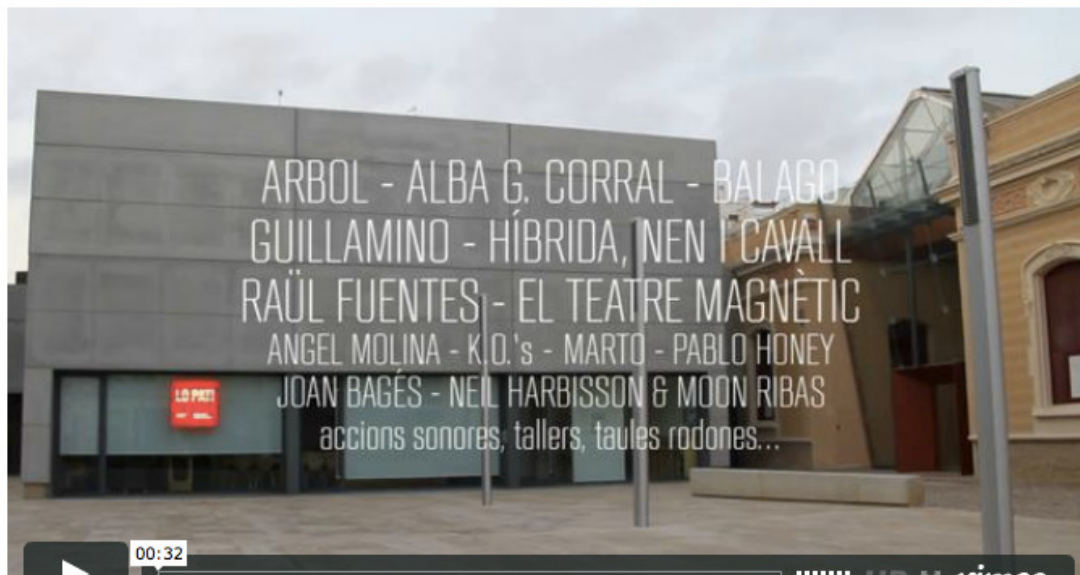 ARBOL - ALBA G. CORRAL - BALAGO
GUILLAMINO - HÍBRIDA, NEN I CAVALL
RAÜL FUENTES - EL TEATRE MAGNÈTIC
ANGEL MOLINA - K.O.'s - MARTO - PABLO HONEY
JOAN BAGÉS - NEIL HARBISSON & MOON RIBAS
accions sonores, tallers, taules rodones...
LO PATI
00:32
HD
vimeo